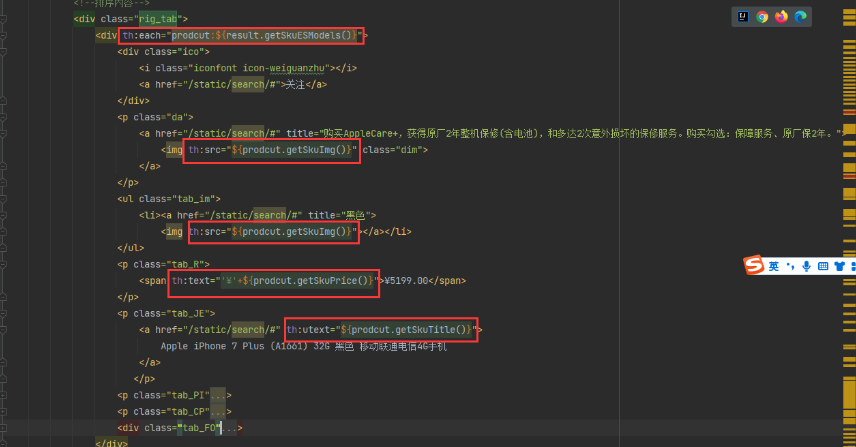 <!--排序内容-->
<div class="rig_tab">
<div th:each="prodcut:${result.getSkuESModels()}">
<div class="ico">
<i class="iconfont icon-weiguanzhu"></i>
<a href="/static/search/#">关注</a>
</div>
<p class="da">
<a href="/static/search/#" title="购买AppleCare+，获得原厂2年整机保修(含电池)，和多达2次意外损坏的保修服务。购买勾选：保障服务、原厂保2年。">
<img th:src="${prodcut.getSkuImg()}" class="dim">
</a>
</p>
<ul class="tab_im">
<li><a href="/static/search/#" title="黑色">
<img th:src="${prodcut.getSkuImg()}"></a></li>
</ul>
<p class="tab_R">
<span th:text="'¥'+${prodcut.getSkuPrice()}">¥5199.00</span>
</p>
<p class="tab_JE">
<a href="/static/search/#" th:utext="${prodcut.getSkuTitle()}">
Apple iPhone 7 Plus (A1661) 32G 黑色 移动联通电信4G手机
</a>
</p>
<p class="tab_PI"...>
<p class="tab_CP"...>
<div class="tab_FO"...>
</div>
英